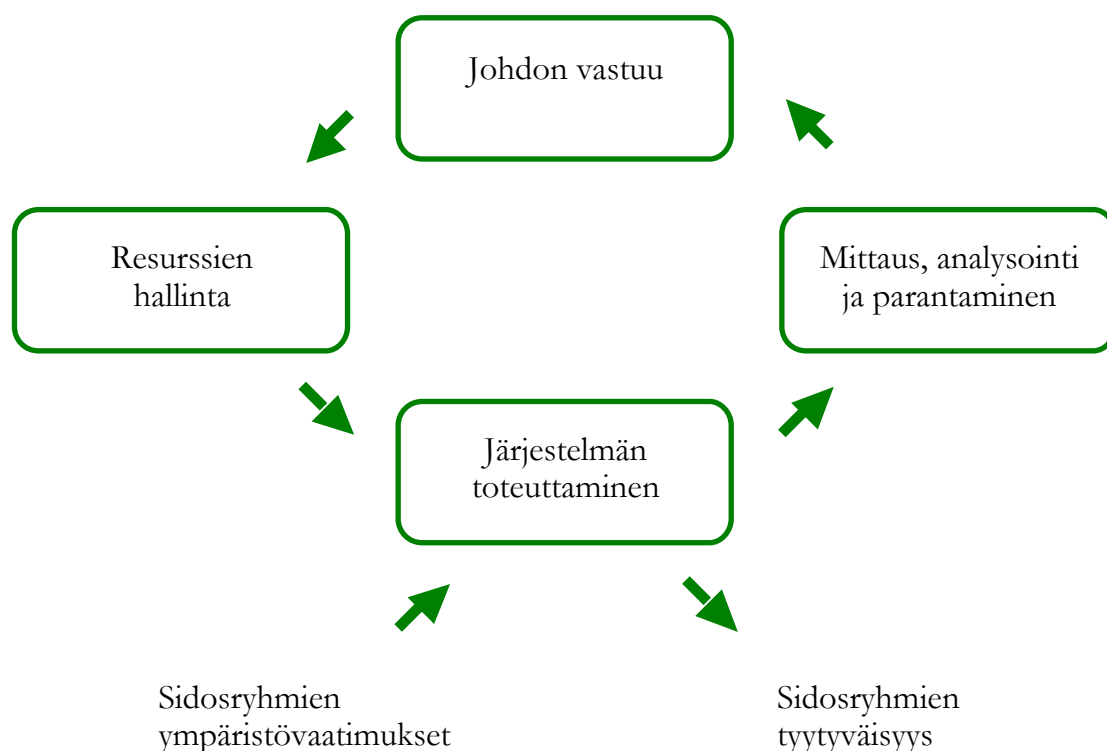 Johdon vastuu
Resurssien
hallinta
Mittaus, analysointi
ja parantaminen
Järjestelmän
toteuttaminen
Sidosryhmien
ympäristövaatimukset
Sidosryhmien
tyytyväisyys